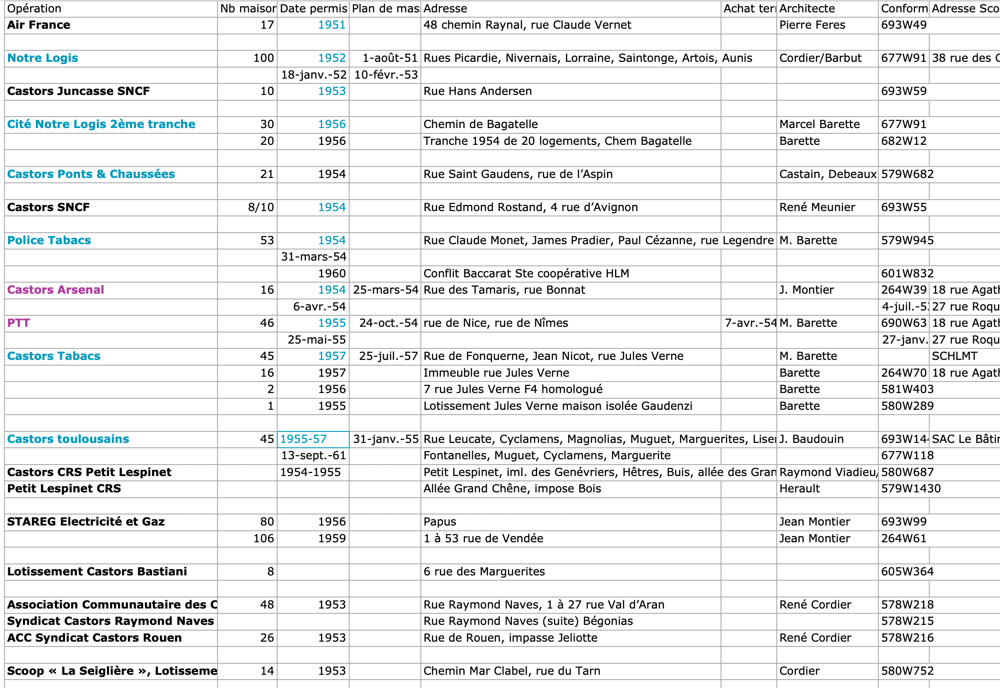 Opération Nb maison Date permis Plan de mas Adresse Achat terr Architecte Conform Adresse Sco
Air France 17 1951 48 chemin Raynal, rue Claude Vernet Pierre Feres 693W49
Notre Logis 100 1952 1-août-51 Rues Picardie, Nivernais, Lorraine, Saintonge, Artois, Aunis Cordier/Barbut 677W91 38 rue des
18-janv.-52 10-févr.-53
Castors Juncasse SNCF 10 1953 Rue Hans Andersen 693W59
Cité Notre Logis 2ème tranche 30 1956 Chemin de Bagatelle Marcel Barette 677W91
20 1956 Tranche 1954 de 20 logements, Chem Bagatelle Barette 682W12
Castors Ponts & Chaussées 21 1954 Rue Saint Gaudens, rue de l’Aspin Castain, Debeaux 579W682
Castors SNCF 8/10 1954 Rue Edmond Rostand, 4 rue d’Avignon René Meunier 693W55
Police Tabacs 53 1954 Rue Claude Monet, James Pradier, Paul Cézanne, rue Legendre M. Barette 579W945
31-mars-54
1960 Conflit Baccarat Ste coopérative HLM 601W832
Castors Arsenal 16 1954 25-mars-54 Rue des Tamaris, rue Bonnat J. Montier 264W39 18 rue Agath
6-avr.-54 4-juil.-53 27 rue Roqu
PTT 46 1955 24-oct.-54 rue de Nice, rue de Nîmes 7-avr.-54 M. Barette 690W63 18 rue Agath
25-mai-55 27-janv. 27 rue Roqu
Castors Tabacs 45 1957 25-juil.-57 Rue de Fonquerne, Jean Nicot, rue Jules Verne M. Barette SCHLMT
16 1957 Immeuble rue Jules Verne Barette 264W70 18 rue Agath
2 1956 7 rue Jules Verne F4 homologué Barette 581W403
1 1955 Lotissement Jules Verne maison isolée Gaudenzi Barette 580W289
Castors toulousains 45 1955-57 31-janv.-55 Rue Leucate, Cyclamens, Magnolias, Muguet, Marguerites, Liser J. Baudouin 693W144 SAC Le Bâtim
13-sept.-61 Fontanelles, Muguet, Cyclamens, Marguerite 677W118
Castors CRS Petit Lespinet 1954-1955 Petit Lespinet, iml. des Genévriers, Hêtres, Buis, allée des Gran Raymond Viadieu/ 580W687
Petit Lespinet CRS Allée Grand Chêne, impose Bois Herault 579W1430
STAREG Electricité et Gaz 80 1956 Papus Jean Montier 693W99
106 1959 1 à 53 rue de Vendée Jean Montier 264W61
Lotissement Castors Bastiani 8 6 rue des Marguerites 605W364
Association Communautaire des C 48 1953 Rue Raymond Naves, 1 à 27 rue Val d’Aran René Cordier 578W218
Syndicat Castors Raymond Naves Rue Raymond Naves (suite) Bégonias 578W215
ACC Syndicat Castors Rouen 26 1953 Rue de Rouen, impasse Jeliotte René Cordier 578W216
Scoop « La Seiglière », Lotisseme 14 1953 Chemin Mar Clabel, rue du Tarn Cordier 580W752